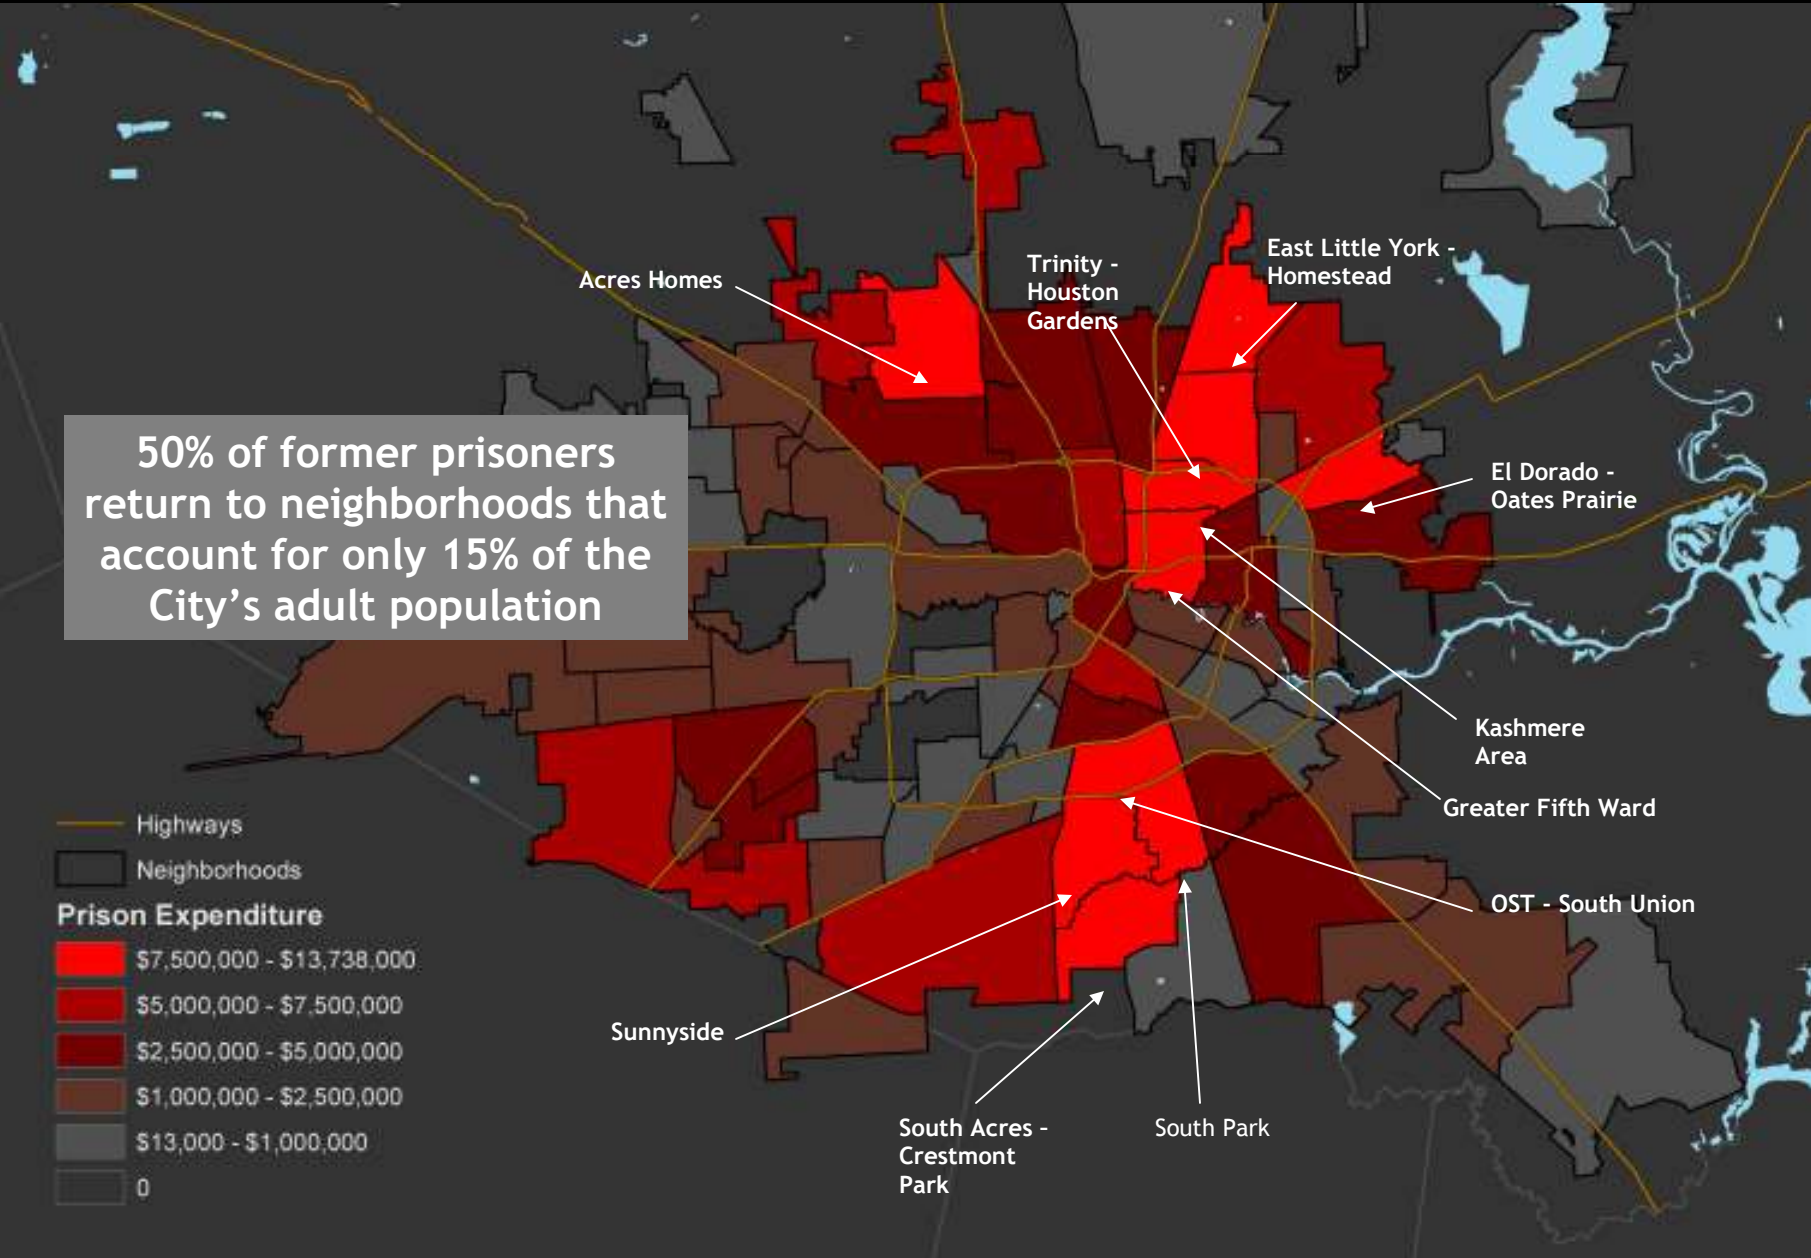 Acres Homes
Trinity -
Houston
Gardens
East Little York -
Homestead
50% of former prisoners
return to neighborhoods that
account for only 15% of the
City’s adult population
El Dorado -
Oates Prairie
Kashmere
Area
Greater Fifth Ward
OST - South Union
Highways
Neighborhoods
Prison Expenditure
$7,500,000 - $13,738,000
$5,000,000 - $7,500,000
$2,500,000 - $5,000,000
$1,000,000 - $2,500,000
$13,000 - $1,000,000
0
Sunnyside
South Acres –
Crestmont
Park
South Park